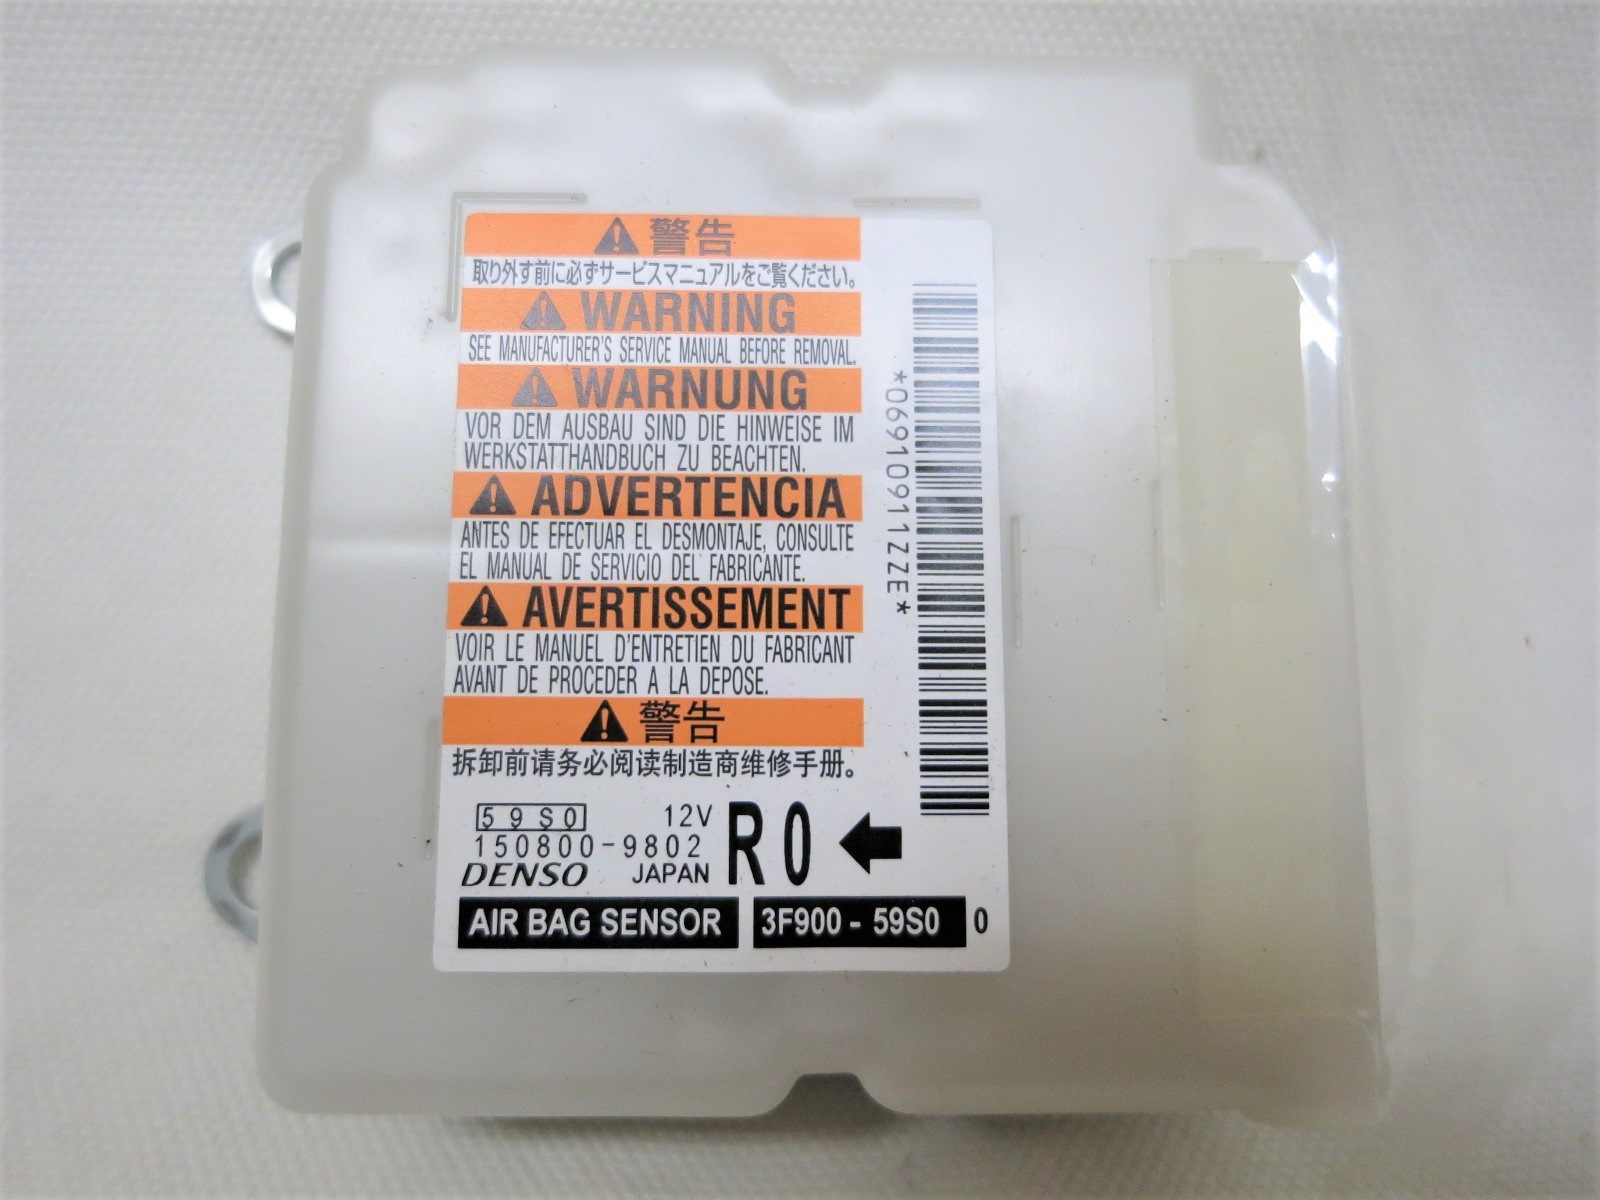 警告
取り外す前に必ずサービスマニュアルをご覧ください。
WARNING
SEE MANUFACTURER'S SERVICE MANUAL BEFORE REMOVAL.
WARNUNG
VOR DEM AUSBAU SIND DIE HINWEISE IM
WERKSTATTHANDBUCH ZU BEACHTEN.
ADVERTENCIA
ANTES DE EFECTUAR EL DESMONTAJE, CONSULTE
EL MANUAL DE SERVICIO DEL FABRICANTE.
AVERTISSEMENT
VOIR LE MANUEL D'ENTRETIEN DU FABRICANT
AVANT DE PROCEDER A LA DEPOSE.
警告
拆卸前请务必阅读制造商维修手册。
59S0 12V
150800-9802
DENSO JAPAN
R0
AIR BAG SENSOR 3F900 - 59S0 0
*06910911ZZE*